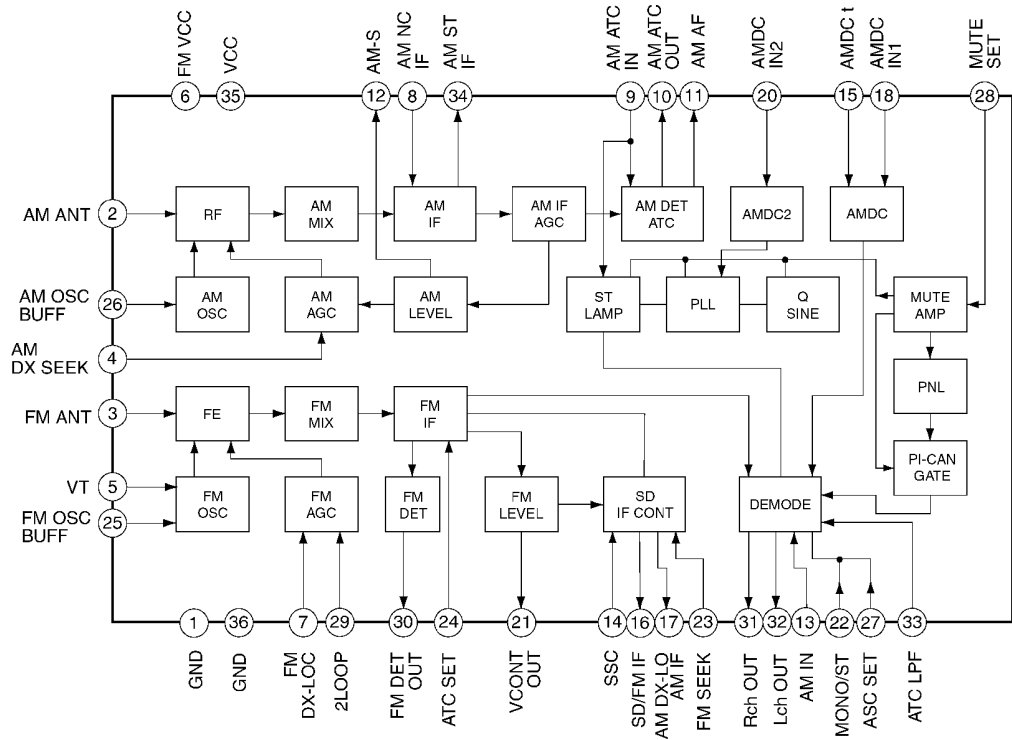 FM VCC
VCC
AM-S
AM NC
IF
AM ST
IF
AM ATC
IN
AM ATC
OUT
AM AF
AMDC
IN2
AMDC t
AMDC
IN1
MUTE
SET
6
35
12
8
34
9
10
11
20
15
18
28
AM ANT
2
RF
AM
MIX
AM
IF
AM IF
AGC
AM DET
ATC
AMDC2
AMDC
AM OSC
BUFF
26
AM
OSC
AM
AGC
AM
LEVEL
ST
LAMP
PLL
Q
SINE
MUTE
AMP
AM
DX SEEK
4
PNL
FM ANT
3
FE
FM
MIX
FM
IF
PI-CAN
GATE
VT
5
FM OSC
BUFF
25
FM
OSC
FM
AGC
FM
DET
FM
LEVEL
SD
IF CONT
DEMODE
1
36
7
29
30
24
21
14
16
17
23
31
32
13
22
27
33
GND
GND
FM
DX-LOC
2LOOP
FM DET
OUT
ATC SET
VCONT
OUT
SSC
SD/FM IF
AM DX-LO
AM IF
FM SEEK
Rch OUT
Lch OUT
AM IN
MONO/ST
ASC SET
ATC LPF